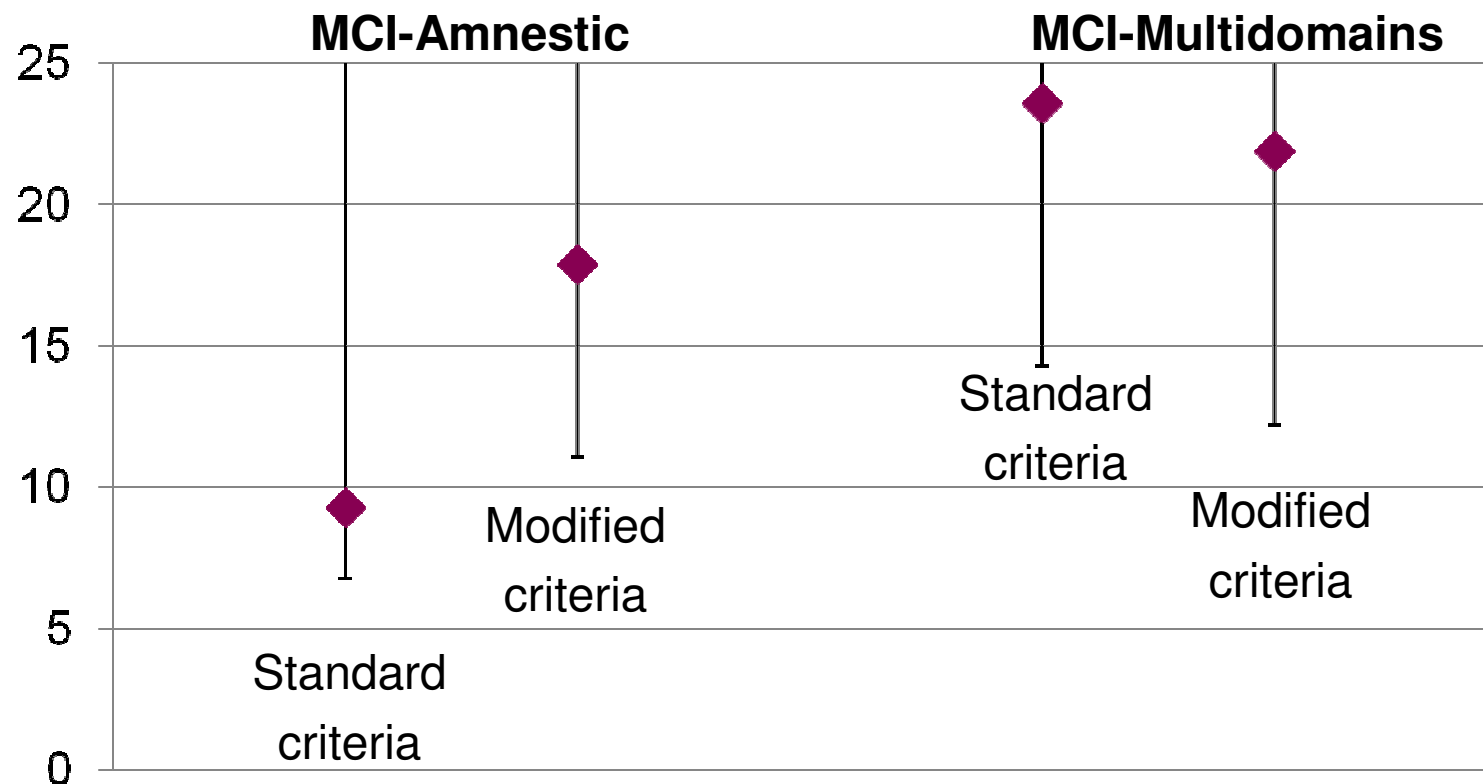 MCI-Amnestic MCI-Multidomains
25
20
15
10
5
0
Standard
criteria
Modified
criteria
Standard
criteria
Modified
criteria